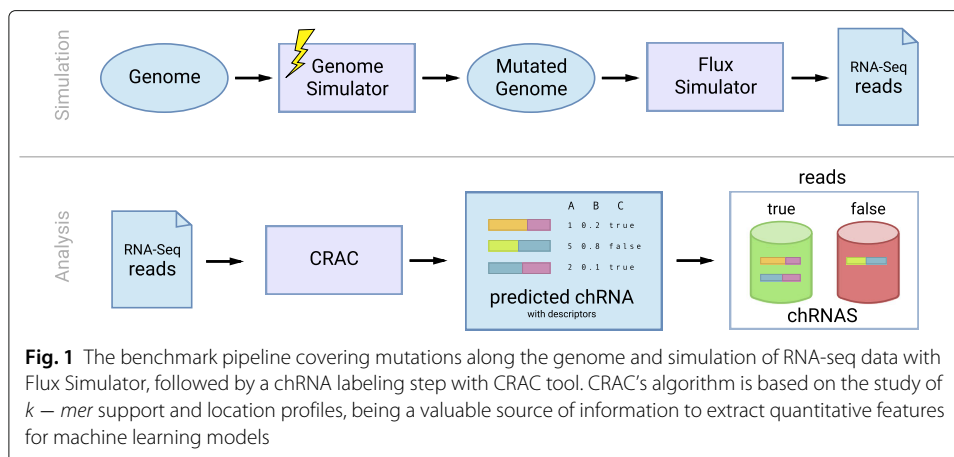 Simulation
Genome
Genome
Simulator
Mutated
Genome
Flux
Simulator
RNA-Seq
reads
Analysis
RNA-Seq
reads
CRAC
A B C
1 0.2 true
5 0.8 false
2 0.1 true
predicted chRNA
with descriptors
reads
true false
chRNAS
Fig. 1 The benchmark pipeline covering mutations along the genome and simulation of RNA-seq data with
Flux Simulator, followed by a chRNA labeling step with CRAC tool. CRAC’s algorithm is based on the study of
k − mer support and location profiles, being a valuable source of information to extract quantitative features
for machine learning models